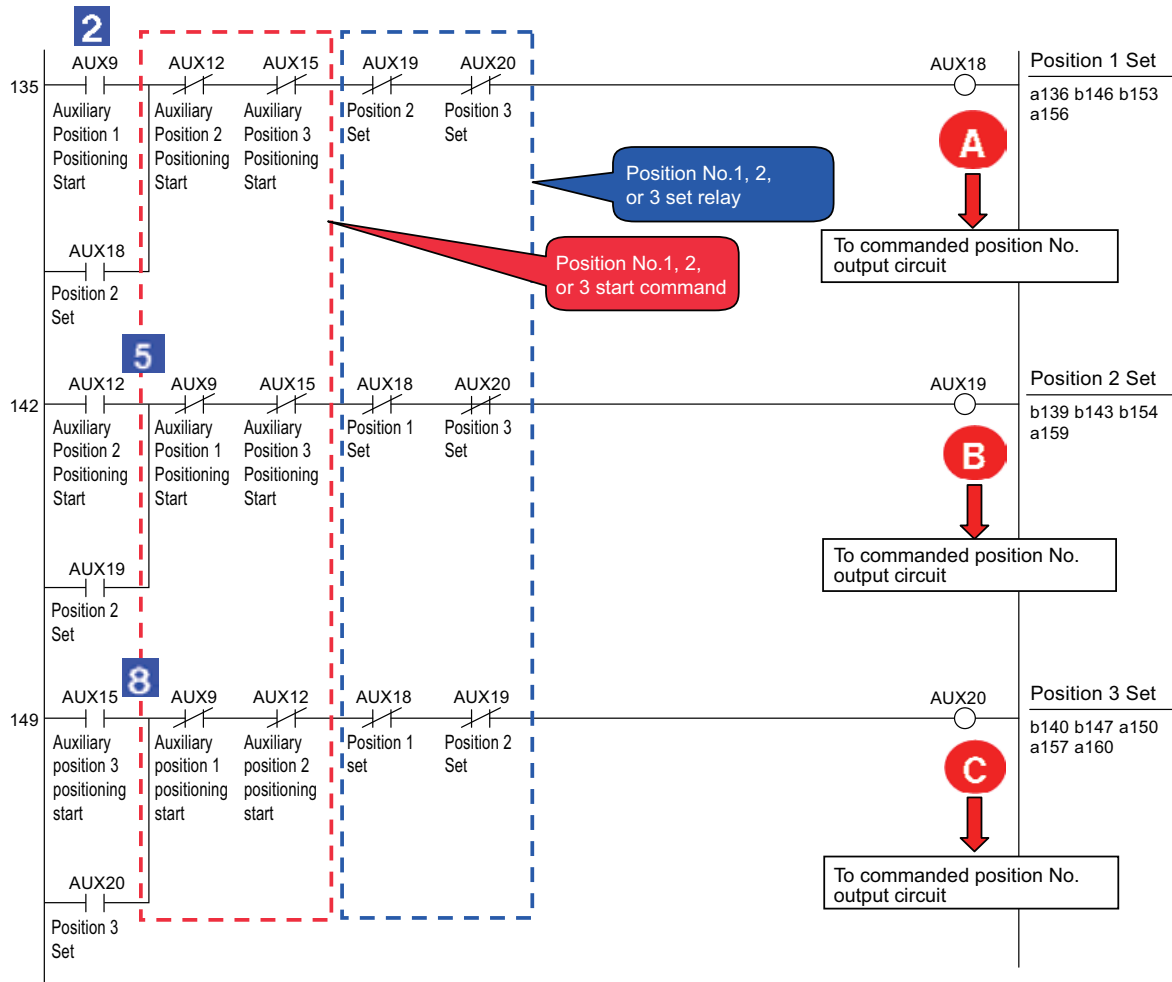 2
AUX9 AUX12 AUX15 AUX19 AUX20 AUX18 Position 1 Set
135
Auxiliary Position 1 Positioning Start
Auxiliary Position 2 Positioning Start
Auxiliary Position 3 Positioning Start
Position 2 Set
Position 3 Set
a136 b146 b153
a156
A
Position No.1, 2,
or 3 set relay
To commanded position No.
output circuit
Position No.1, 2,
or 3 start command
AUX18
Position 2
Set
5
AUX12 AUX9 AUX15 AUX18 AUX20 AUX19 Position 2 Set
142
Auxiliary Position 2 Positioning Start
Auxiliary Position 1 Positioning Start
Auxiliary Position 3 Positioning Start
Position 1 Set
Position 3 Set
b139 b143 b154
a159
B
To commanded position No.
output circuit
AUX19
Position 2
Set
8
AUX15 AUX9 AUX12 AUX18 AUX19 AUX20 Position 3 Set
149
Auxiliary position 3 positioning start
Auxiliary position 1 positioning start
Auxiliary position 2 positioning start
Position 1 set
Position 2 Set
b140 b147 a150
a157 a160
C
To commanded position No.
output circuit
AUX20
Position 3
Set